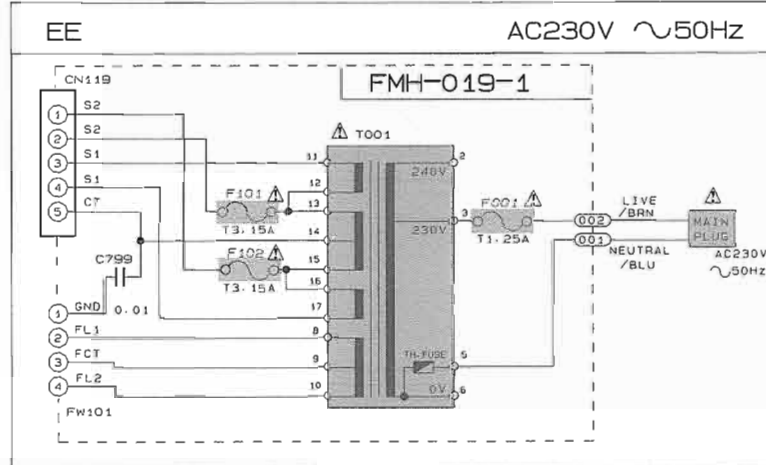 EE AC230V ∿50Hz
FMH-019-1
CN119
1 S2
2 S2
3 S1
4 S1
5 CT
C799
0.01
1 GND
2 FL1
3 FCT
4 FL2
FW101
F101
T3.15A
F102
T3.15A
T001
11
12
13
14
15
16
17
8
9
10
2
240V
3
230V
TH-FUSE
5
0V
6
F001
T1.25A
002
001
LIVE
/BRN
NEUTRAL
/BLU
MAIN
PLUG
AC230V
∿50Hz